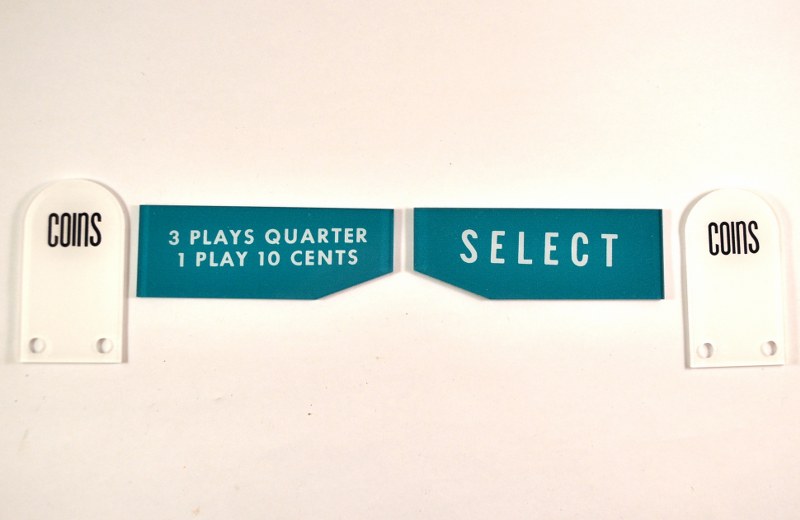 COINS
3 PLAYS QUARTER
1 PLAY 10 CENTS
SELECT
COINS